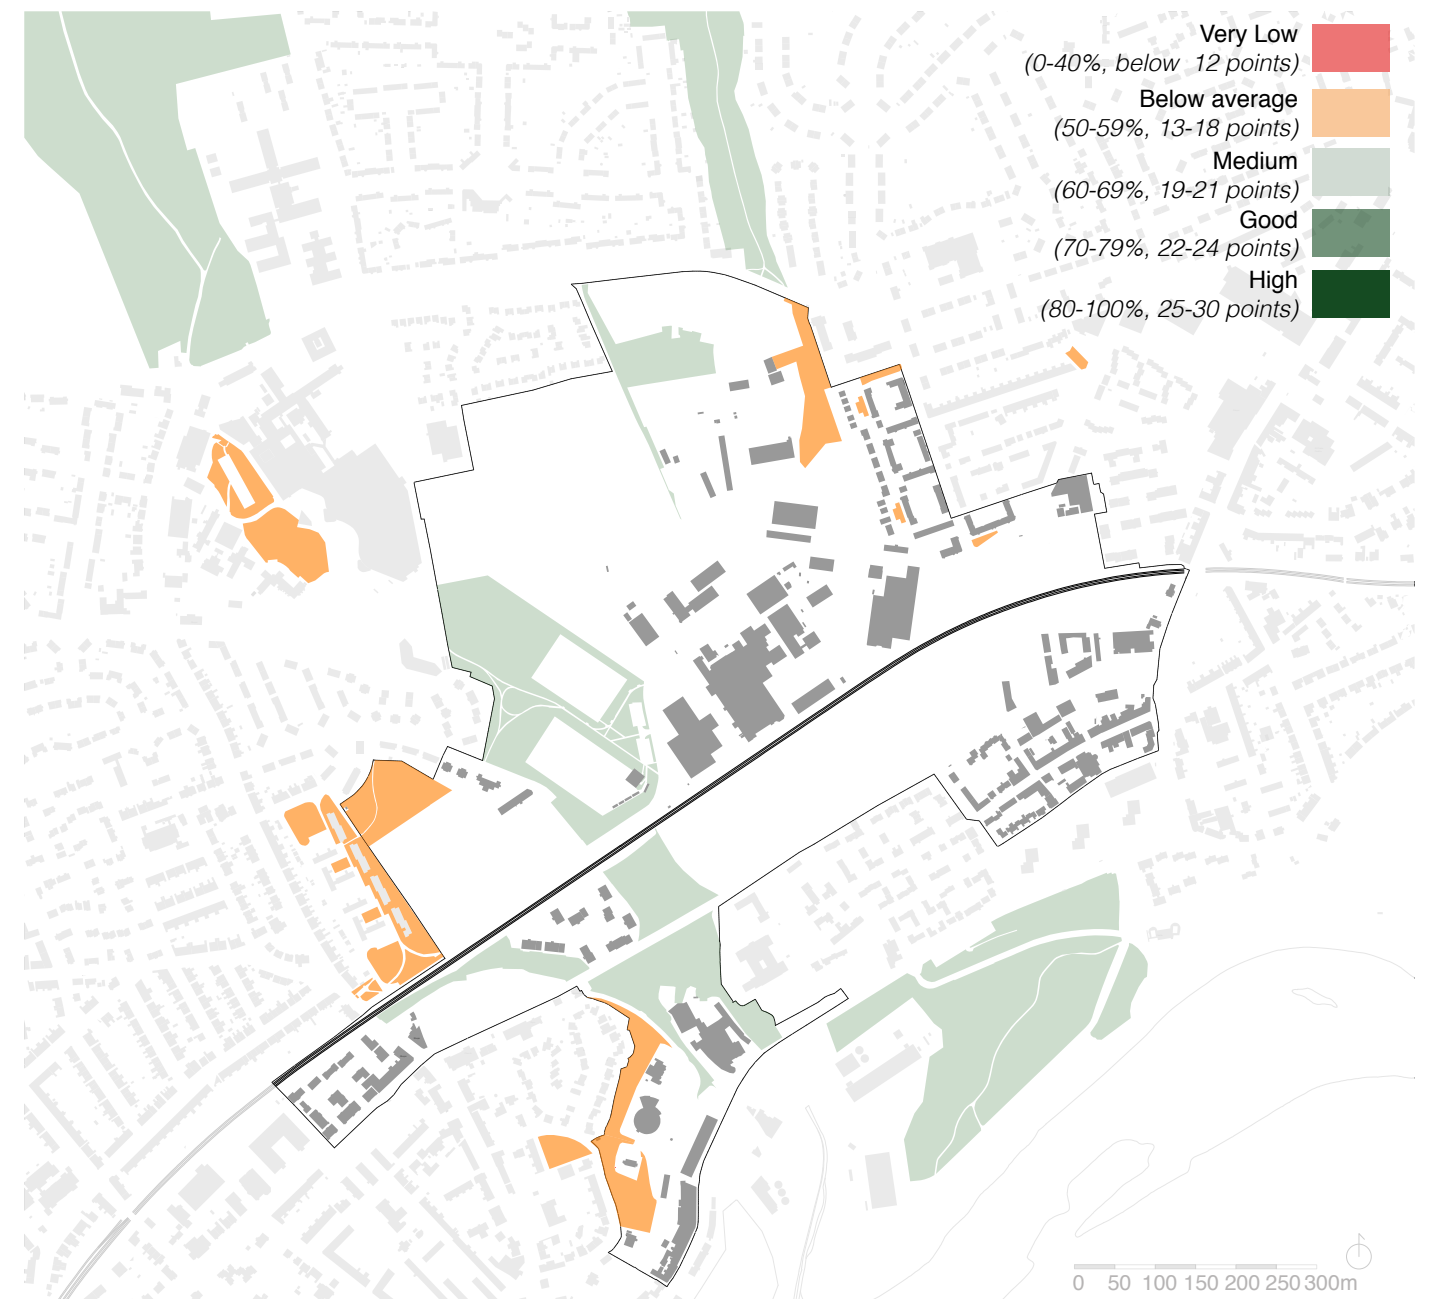 Very Low
(0-40%, below 12 points)
Below average
(50-59%, 13-18 points)
Medium
(60-69%, 19-21 points)
Good
(70-79%, 22-24 points)
High
(80-100%, 25-30 points)
0 50 100 150 200 250 300m